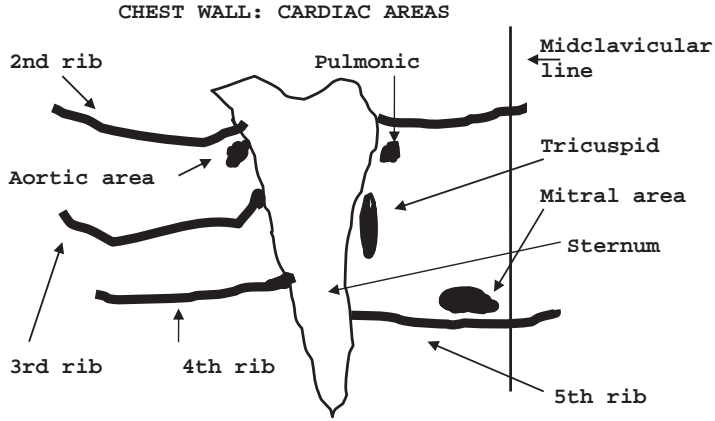 CHEST WALL: CARDIAC AREAS
2nd rib
Pulmonic
Midclavicular
line
Aortic area
Tricuspid
Mitral area
Sternum
3rd rib
4th rib
5th rib